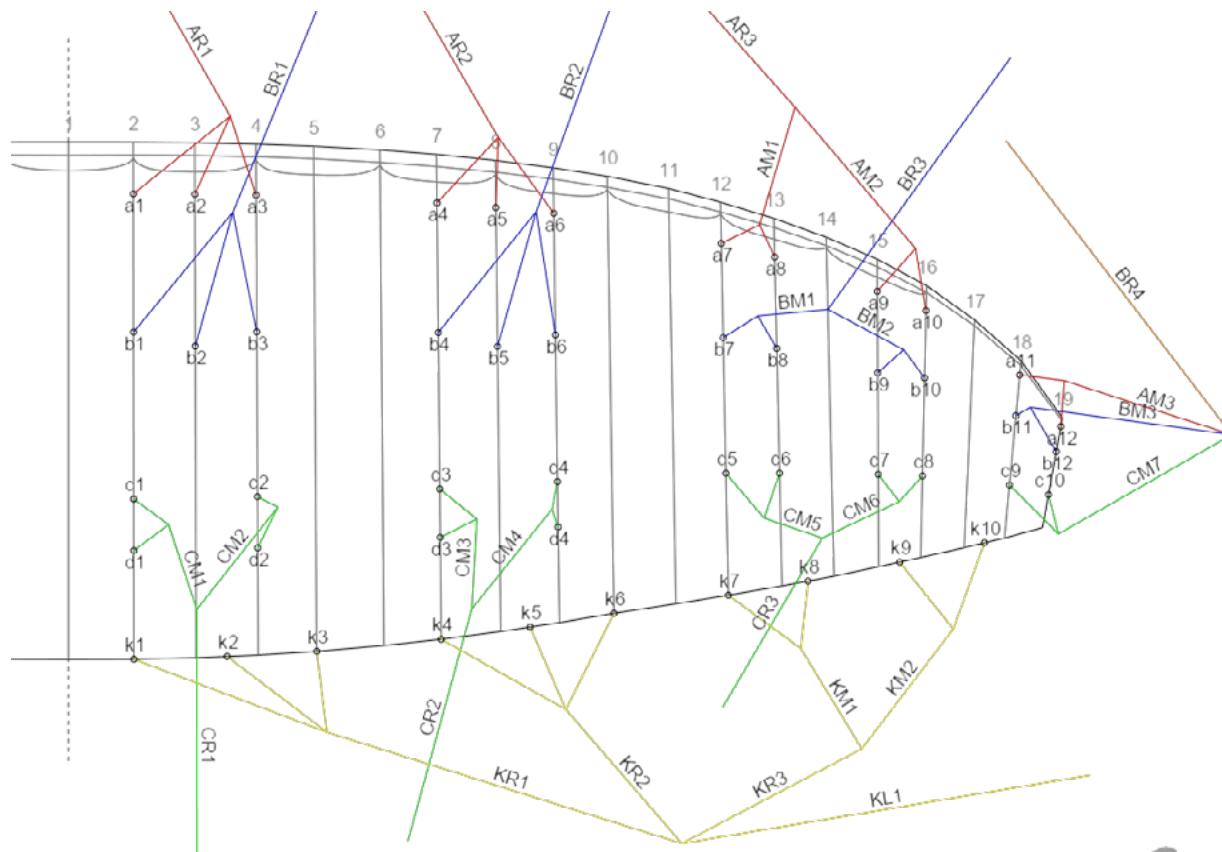 AR1
BR1
AR2
BR2
AR3
BR3
BR4
AM1
AM2
1
2
3
4
5
6
7
8
9
10
11
12
13
14
15
16
17
18
19
a1
a2
a3
a4
a5
a6
a7
a8
a9
a10
a11
a12
AM3
BM1
BM2
BM3
b1
b2
b3
b4
b5
b6
b7
b8
b9
b10
b11
b12
c1
c2
c3
c4
c5
c6
c7
c8
c9
c10
d1
d2
d3
d4
CM1
CM2
CM3
CM4
CM5
CM6
CM7
k1
k2
k3
k4
k5
k6
k7
k8
k9
k10
CR1
CR2
CR3
KM1
KM2
KR1
KR2
KR3
KL1